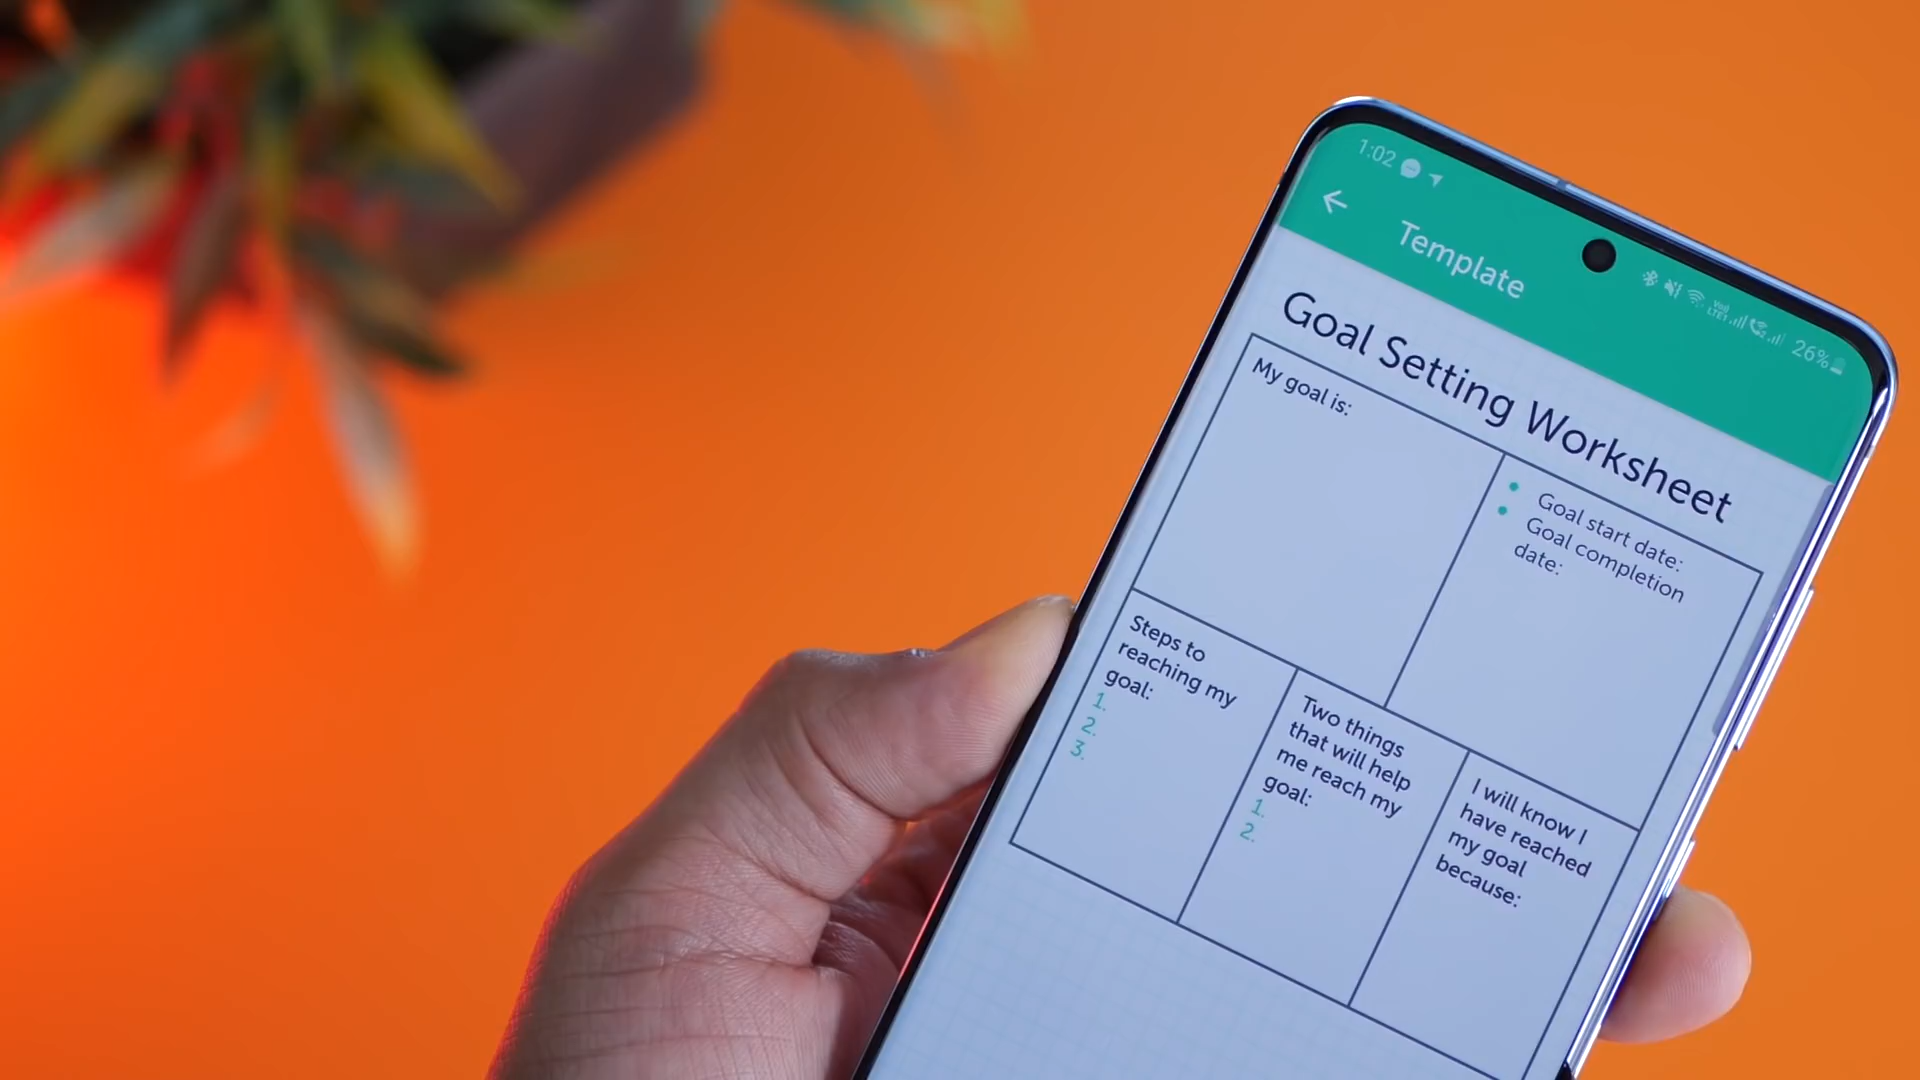 1:02
26%
Template
Goal Setting Worksheet
My goal is:
Goal start date:
Goal completion
date:
Steps to
reaching my
goal:
1.
2.
3.
Two things
that will help
me reach my
goal:
1.
2.
I will know I
have reached
my goal
because: